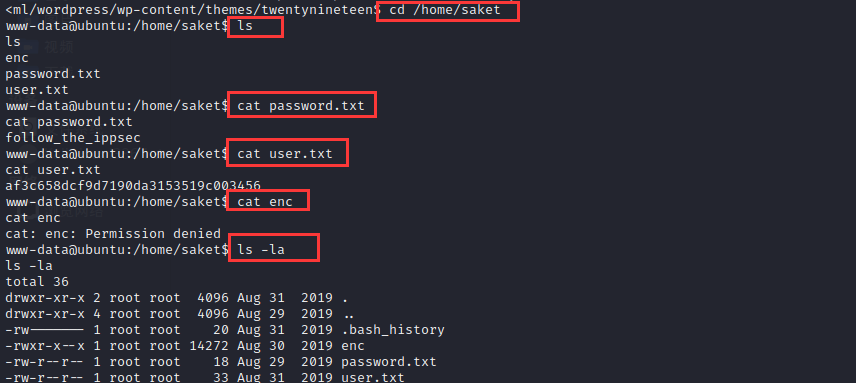 <ml/wordpress/wp-content/themes/twentynineteen$ cd /home/saket
www-data@ubuntu:/home/saket$ ls
ls
enc
password.txt
user.txt
www-data@ubuntu:/home/saket$ cat password.txt
cat password.txt
follow_the_ippsec
www-data@ubuntu:/home/saket$ cat user.txt
cat user.txt
af3c658dcf9d7190da3153519c003456
www-data@ubuntu:/home/saket$ cat enc
cat enc
cat: enc: Permission denied
www-data@ubuntu:/home/saket$ ls -la
ls -la
total 36
drwxr-xr-x 2 root root  4096 Aug 31  2019 .
drwxr-xr-x 4 root root  4096 Aug 29  2019 ..
-rw------- 1 root root    20 Aug 31  2019 .bash_history
-rwxr-x--x 1 root root 14272 Aug 30  2019 enc
-rw-r--r-- 1 root root    18 Aug 29  2019 password.txt
-rw-r--r-- 1 root root    33 Aug 31  2019 user.txt